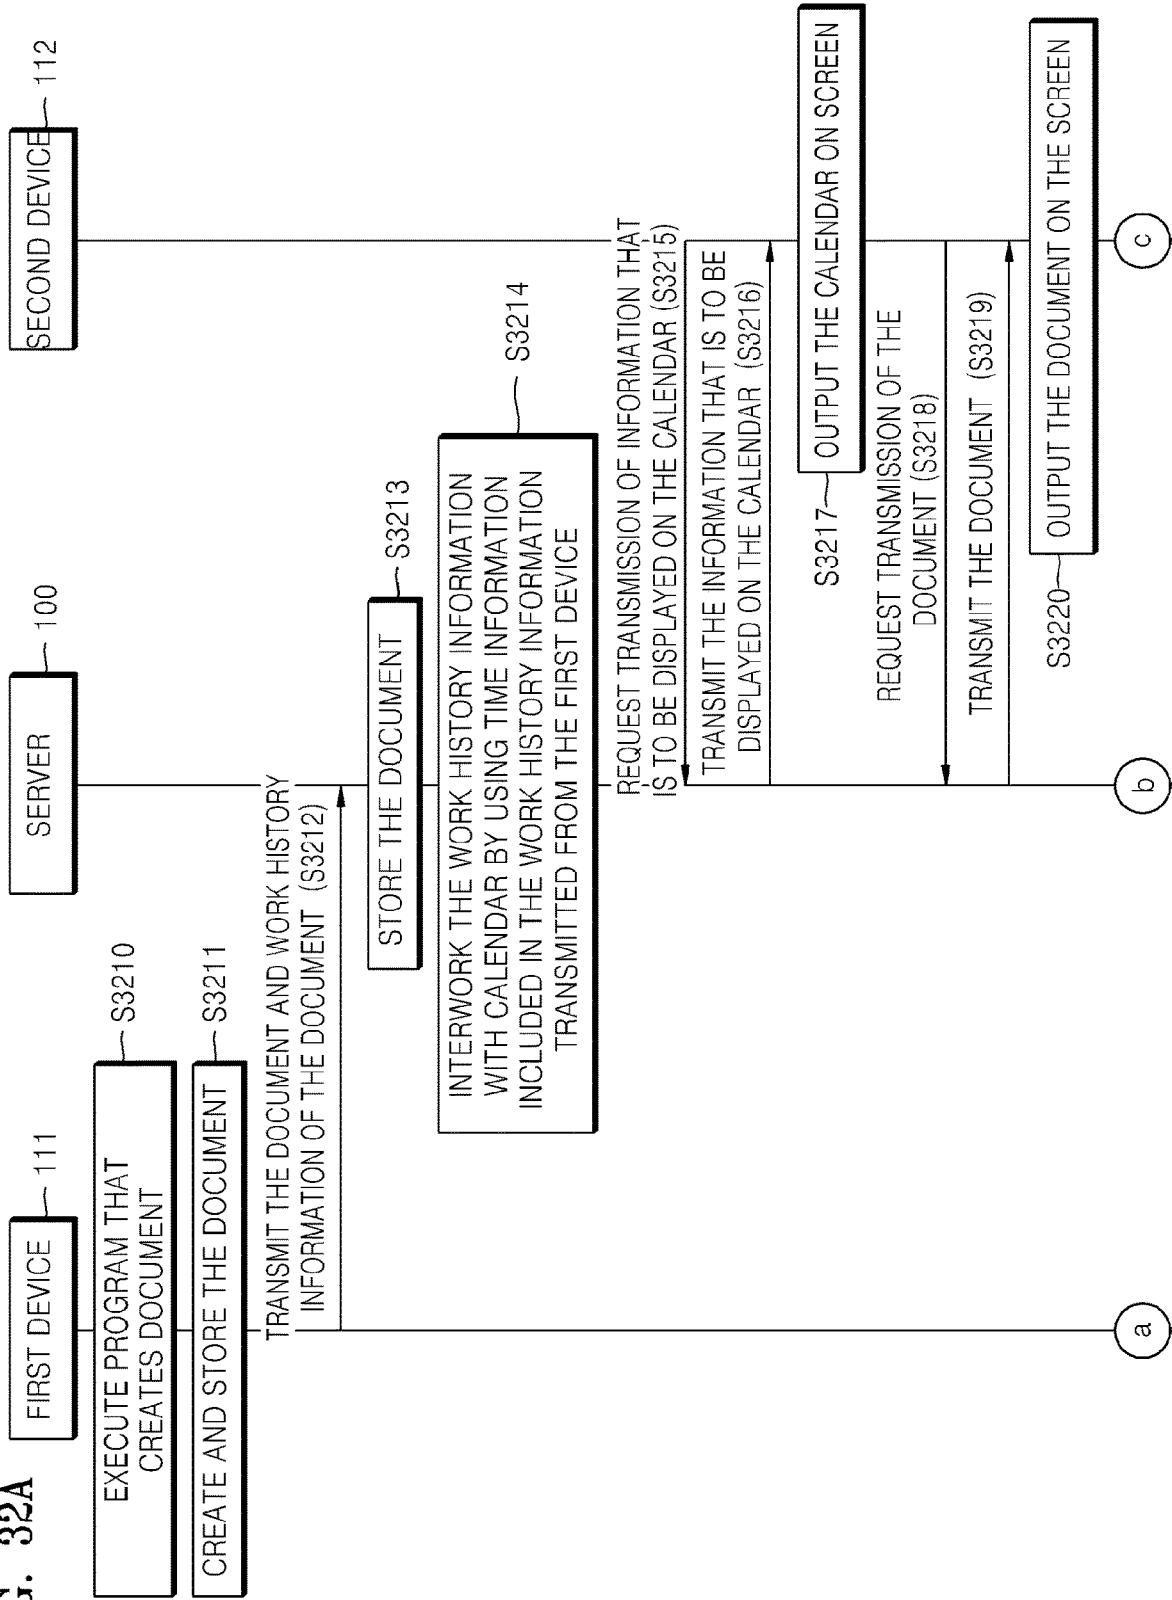 G. 32A
FIRST DEVICE
111
SERVER
100
SECOND DEVICE
112
EXECUTE PROGRAM THAT
CREATES DOCUMENT
S3210
CREATE AND STORE THE DOCUMENT
S3211
TRANSMIT THE DOCUMENT AND WORK HISTORY
INFORMATION OF THE DOCUMENT (S3212)
STORE THE DOCUMENT
S3213
INTERWORK THE WORK HISTORY INFORMATION
WITH CALENDAR BY USING TIME INFORMATION
INCLUDED IN THE WORK HISTORY INFORMATION
TRANSMITTED FROM THE FIRST DEVICE
S3214
REQUEST TRANSMISSION OF INFORMATION THAT
IS TO BE DISPLAYED ON THE CALENDAR (S3215)
TRANSMIT THE INFORMATION THAT IS TO BE
DISPLAYED ON THE CALENDAR (S3216)
S3217
OUTPUT THE CALENDAR ON SCREEN
REQUEST TRANSMISSION OF THE
DOCUMENT (S3218)
TRANSMIT THE DOCUMENT (S3219)
S3220
OUTPUT THE DOCUMENT ON THE SCREEN
a
b
c